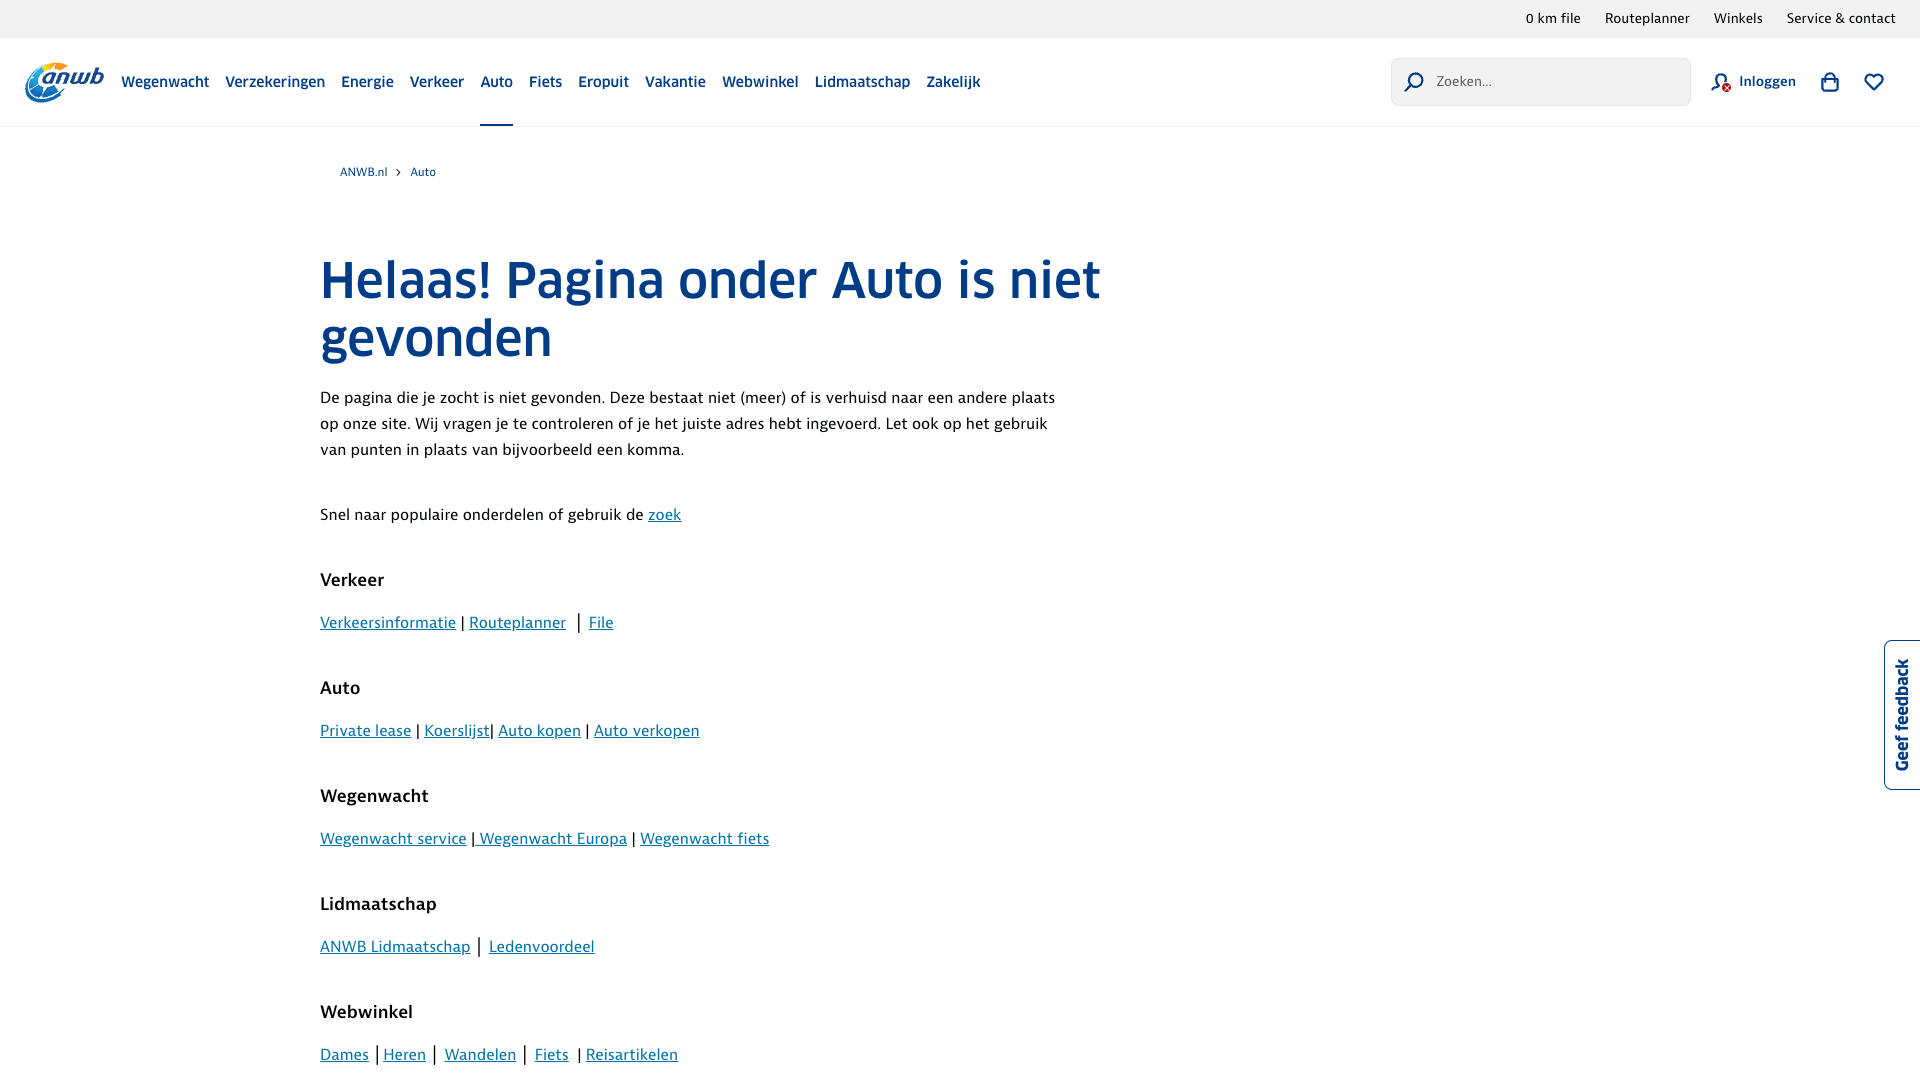 0 km file Routeplanner Winkels Service & contact
anwb Wegenwacht Verzekeringen Energie Verkeer Auto Fiets Eropuit Vakantie Webwinkel Lidmaatschap Zakelijk Zoeken... Inloggen
ANWB.nl > Auto
Helaas! Pagina onder Auto is niet
gevonden
De pagina die je zocht is niet gevonden. Deze bestaat niet (meer) of is verhuisd naar een andere plaats
op onze site. Wij vragen je te controleren of je het juiste adres hebt ingevoerd. Let ook op het gebruik
van punten in plaats van bijvoorbeeld een komma.
Snel naar populaire onderdelen of gebruik de zoek
Verkeer
Verkeersinformatie | Routeplanner | File
Auto
Private lease | Koerslijst| Auto kopen | Auto verkopen
Wegenwacht
Wegenwacht service | Wegenwacht Europa | Wegenwacht fiets
Lidmaatschap
ANWB Lidmaatschap | Ledenvoordeel
Webwinkel
Dames | Heren | Wandelen | Fiets | Reisartikelen
Geef feedback